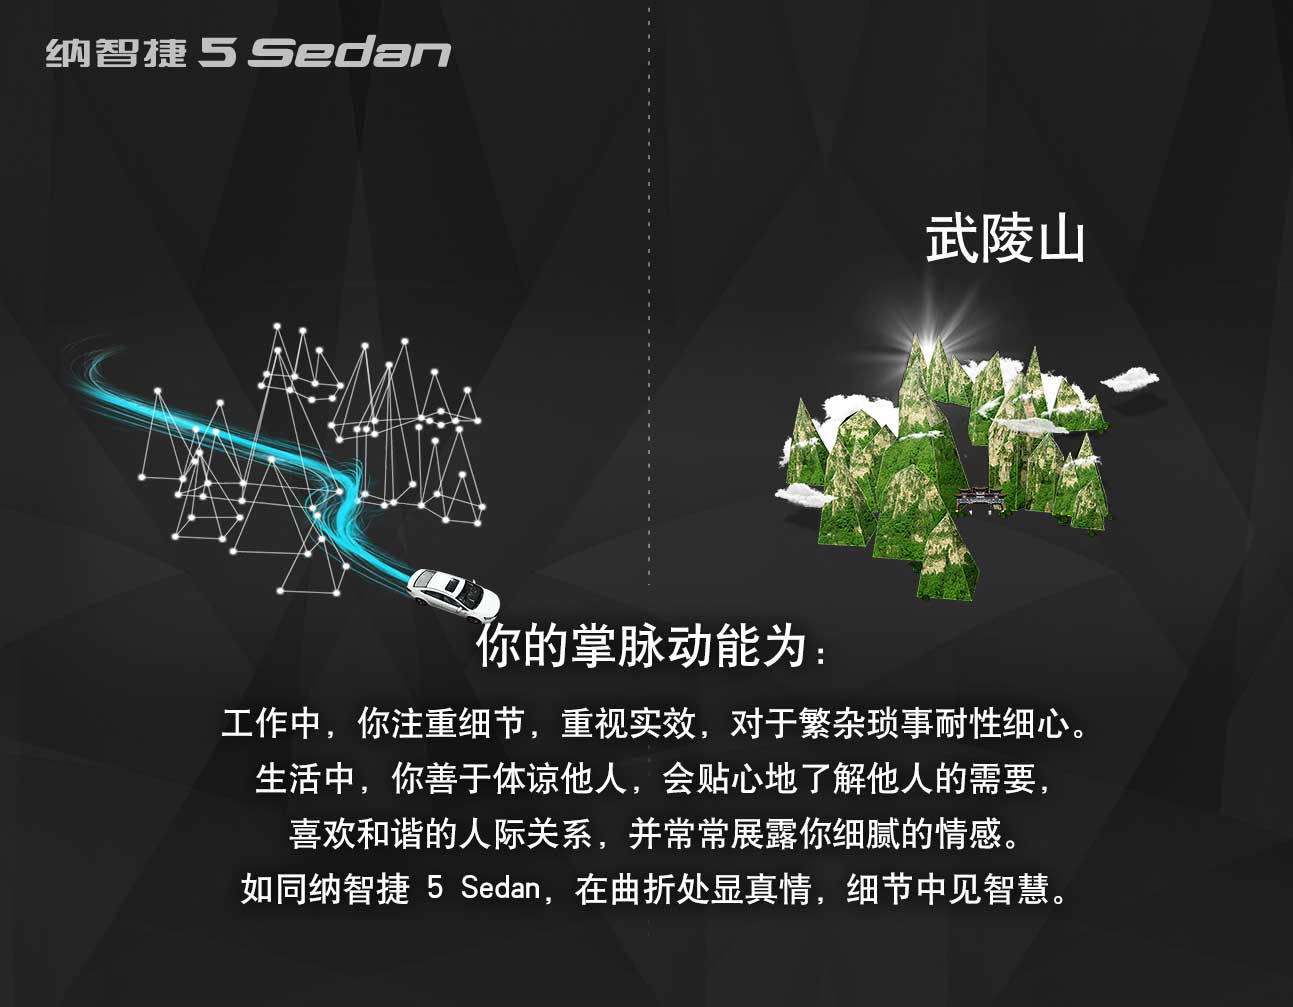 纳智捷 5 Sedan
武陵山
你的掌脉动能为：
工作中，你注重细节，重视实效，对于繁杂琐事耐性细心。
生活中，你善于体谅他人，会贴心地了解他人的需要，
喜欢和谐的人际关系，并常常展露你细腻的情感。
如同纳智捷 5 Sedan，在曲折处显真情，细节中见智慧。